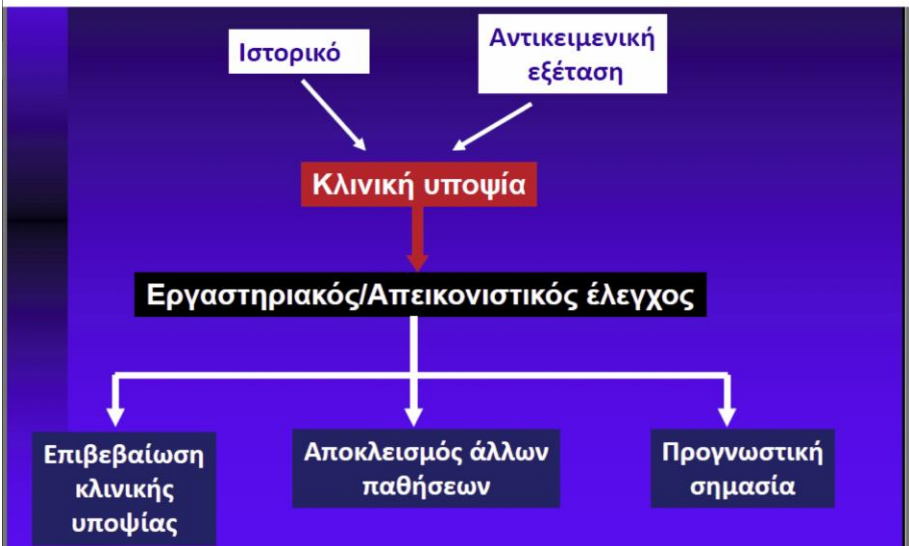 Ιστορικό
Αντικειμενική
εξέταση
Κλινική υποψία
Εργαστηριακός/Απεικονιστικός έλεγχος
Επιβεβαίωση
κλινικής
υποψίας
Αποκλεισμός άλλων
παθήσεων
Προγνωστική
σημασία